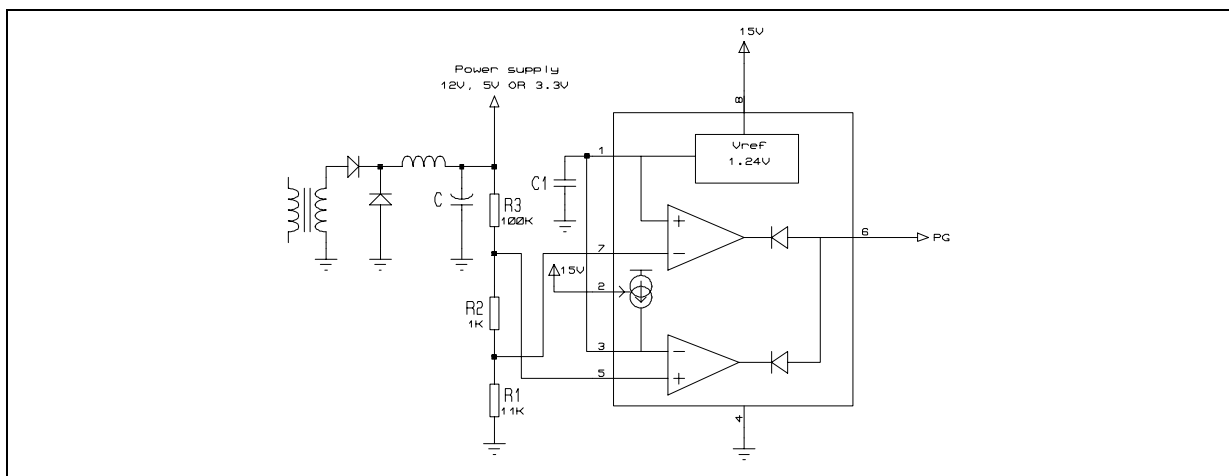 15V
Power supply
12V, 5V OR 3.3V
8
Vref
1.24V
1
C1
C
R3
100K
6
PG
7
15V
2
R2
1K
3
5
R1
11K
4